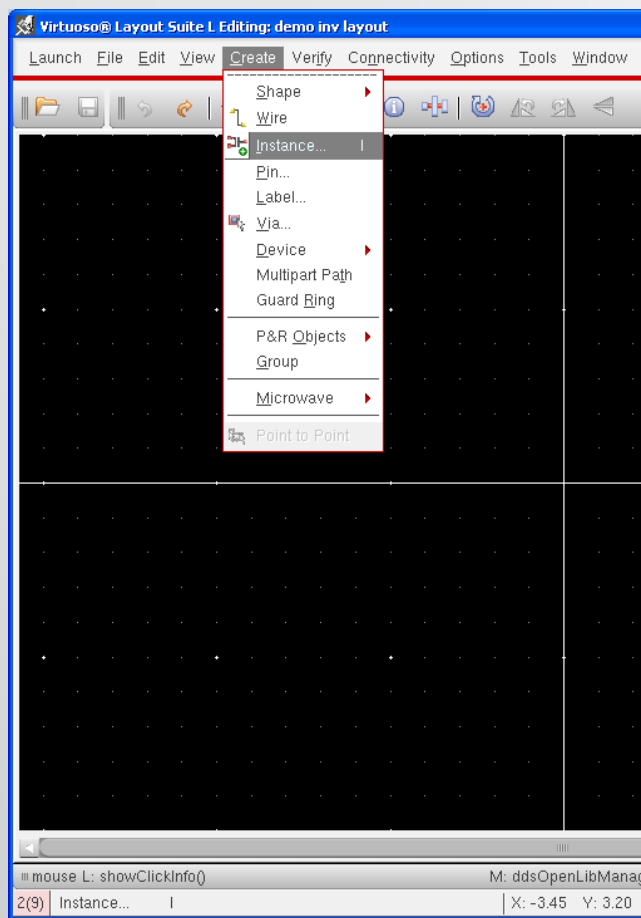 Virtuoso® Layout Suite L Editing: demo inv layout
Launch File Edit View Create Verify Connectivity Options Tools Window
Shape
Wire
Instance... I
Pin...
Label...
Via...
Device
Multipart Path
Guard Ring
P&R Objects
Group
Microwave
Point to Point
mouse L: showClickInfo() M: ddsOpenLibManag
2(9) Instance... I X: -3.45 Y: 3.20